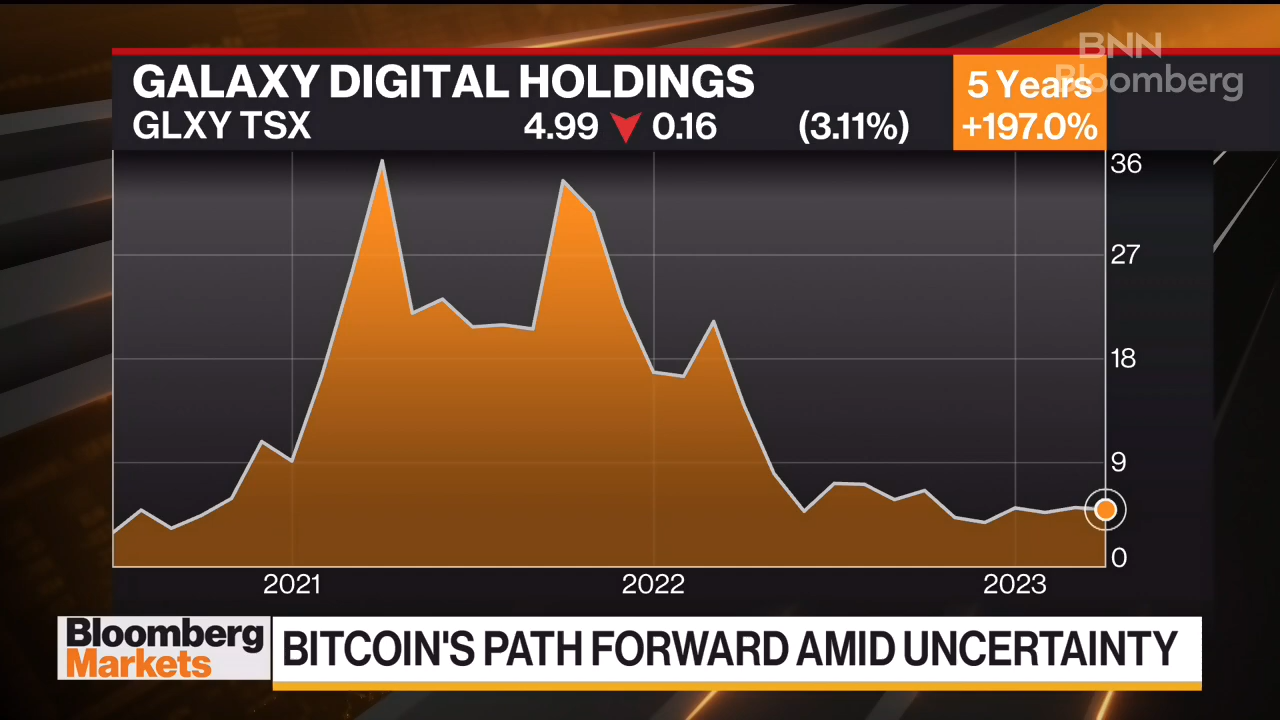 BNN
Bloomberg
GALAXY DIGITAL HOLDINGS
GLXY TSX 4.99 0.16 (3.11%)
5 Years
+197.0%
36
27
18
9
0
2021 2022 2023
Bloomberg
Markets
BITCOIN'S PATH FORWARD AMID UNCERTAINTY